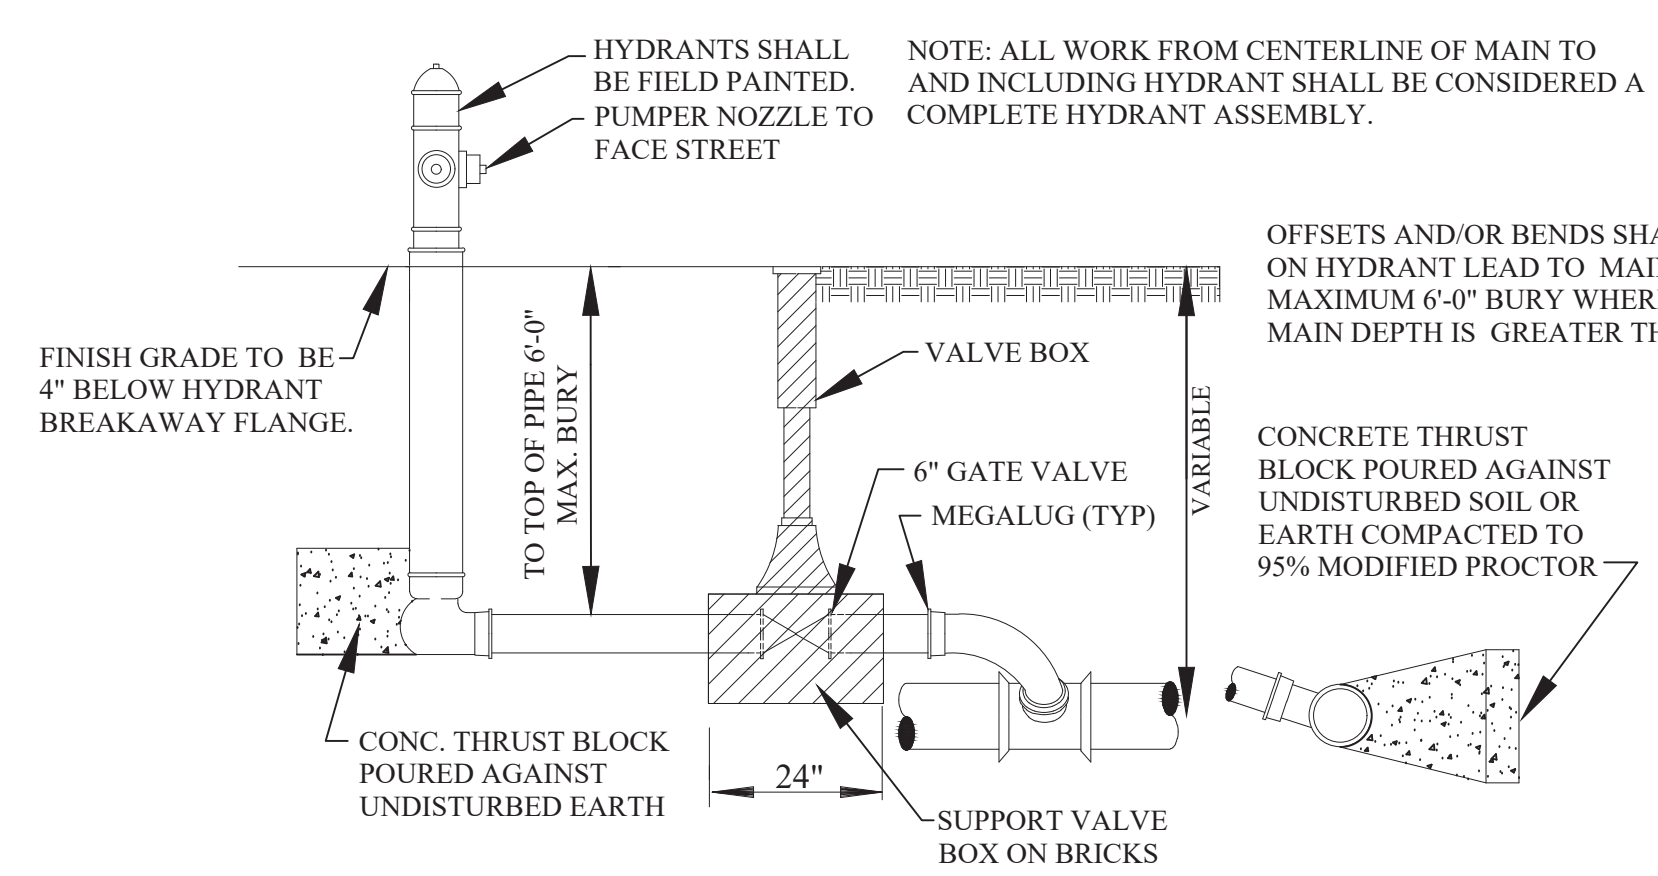 HYDRANTS SHALL
BE FIELD PAINTED.
PUMPER NOZZLE TO
FACE STREET
NOTE: ALL WORK FROM CENTERLINE OF MAIN TO
AND INCLUDING HYDRANT SHALL BE CONSIDERED A
COMPLETE HYDRANT ASSEMBLY.
OFFSETS AND/OR BENDS
ON HYDRANT LEAD TO
MAXIMUM 6'-0" BURY
MAIN DEPTH IS GREATER
FINISH GRADE TO BE
4" BELOW HYDRANT
BREAKAWAY FLANGE.
TO TOP OF PIPE 6'-0"
MAX. BURY
VALVE BOX
6" GATE VALVE
MEGALUG (TYP)
VARIABLE
CONCRETE THRUST
BLOCK POURED AGAINST
UNDISTURBED SOIL OR
EARTH COMPACTED TO
95% MODIFIED PROCTOR
CONC. THRUST BLOCK
POURED AGAINST
UNDISTURBED EARTH
24"
SUPPORT VALVE
BOX ON BRICKS